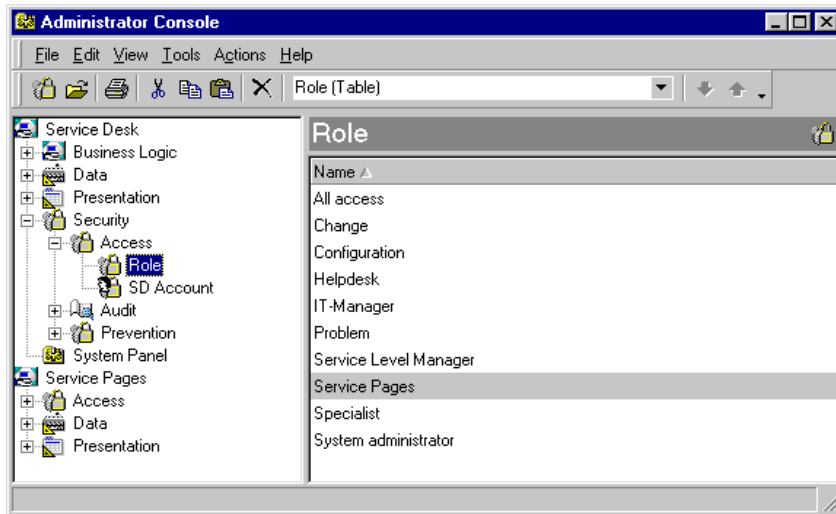 Administrator Console
File Edit View Tools Actions Help
Role (Table)
Service Desk
Business Logic
Data
Presentation
Security
Access
Role
SD Account
Audit
Prevention
System Panel
Service Pages
Access
Data
Presentation
Role
Name
All access
Change
Configuration
Helpdesk
IT-Manager
Problem
Service Level Manager
Service Pages
Specialist
System administrator